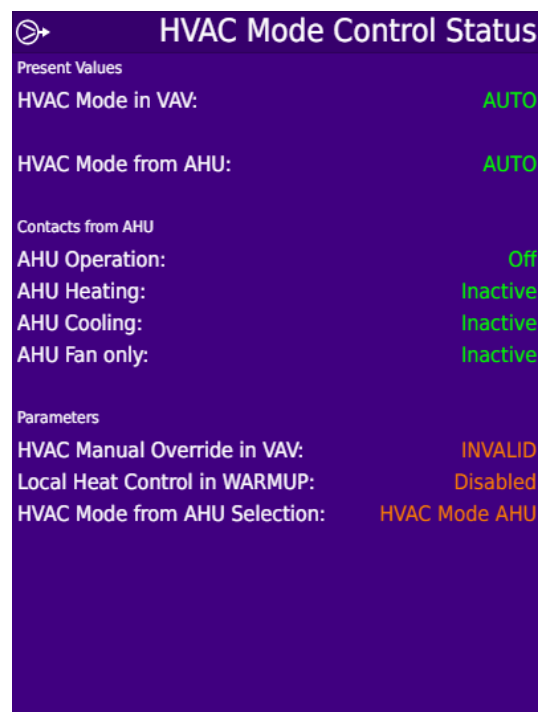 HVAC Mode Control Status
Present Values
HVAC Mode in VAV: AUTO
HVAC Mode from AHU: AUTO
Contacts from AHU
AHU Operation: Off
AHU Heating: Inactive
AHU Cooling: Inactive
AHU Fan only: Inactive
Parameters
HVAC Manual Override in VAV: INVALID
Local Heat Control in WARMUP: Disabled
HVAC Mode from AHU Selection: HVAC Mode AHU